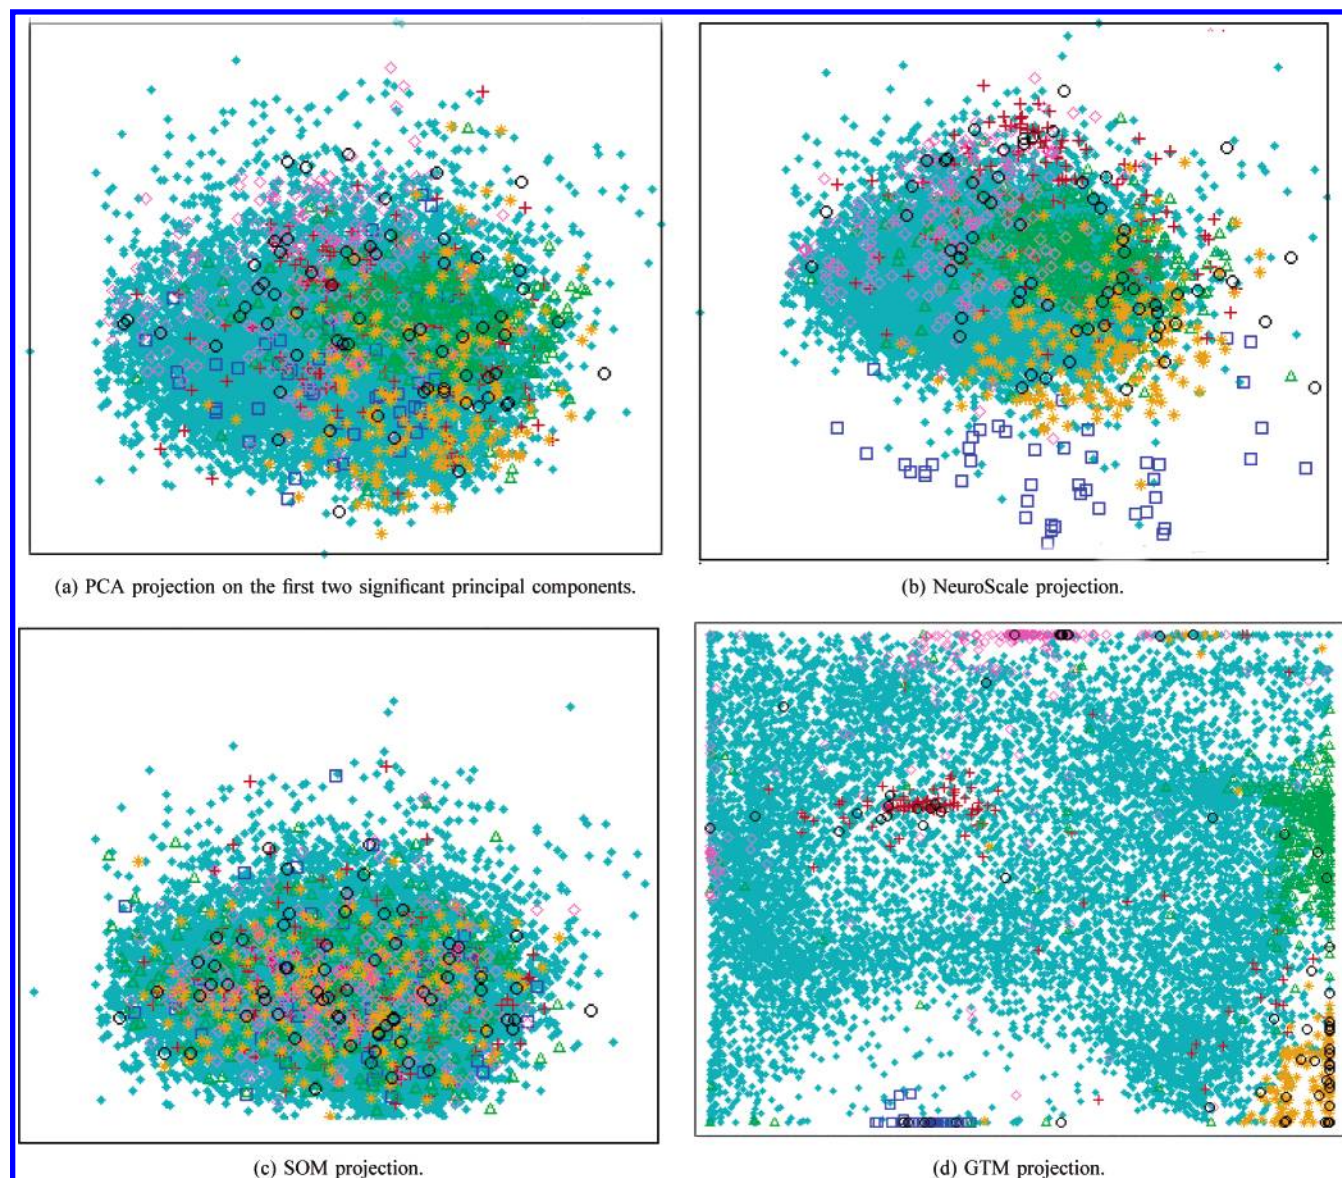 (a) PCA projection on the first two significant principal components.
(b) NeuroScale projection.
(c) SOM projection.
(d) GTM projection.